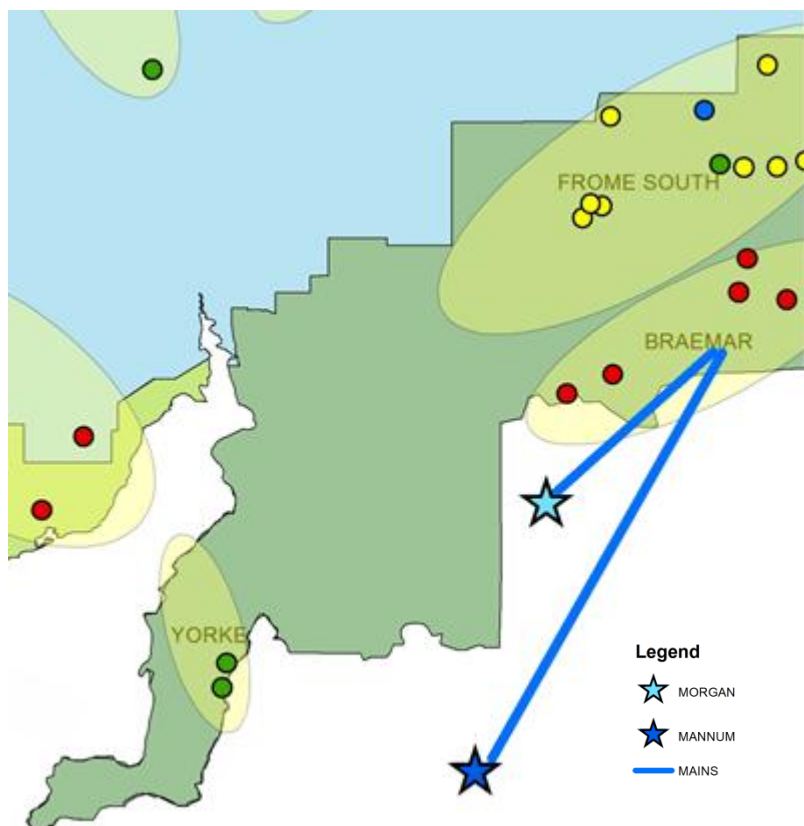 FROME SOUTH
BRAEMAR
YORKE
Legend
MORGAN
MANNUM
MAINS